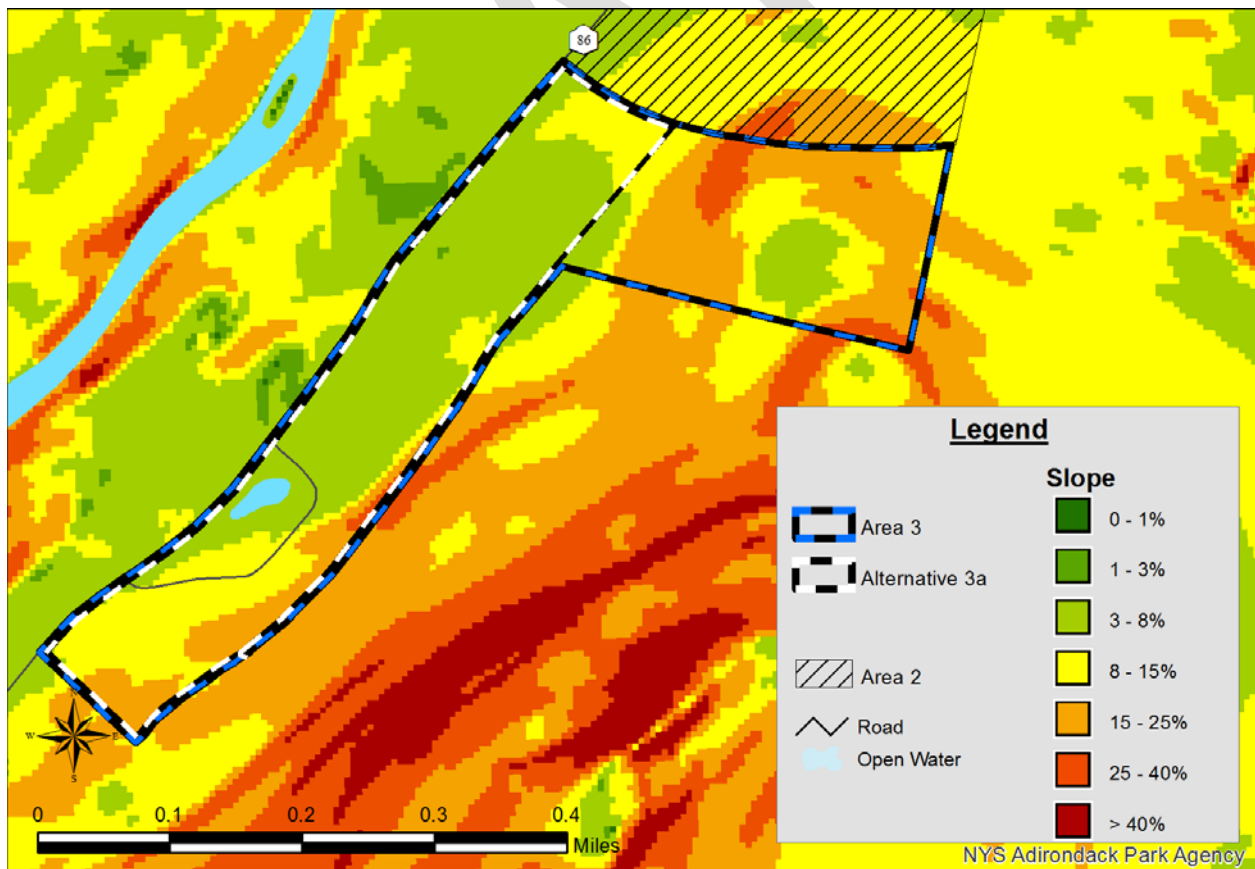 86
Legend
Slope
Area 3
Alternative 3a
Area 2
Road
Open Water
0 - 1%
1 - 3%
3 - 8%
8 - 15%
15 - 25%
25 - 40%
> 40%
N
W E
S
0 0.1 0.2 0.3 0.4
Miles
NYS Adirondack Park Agency